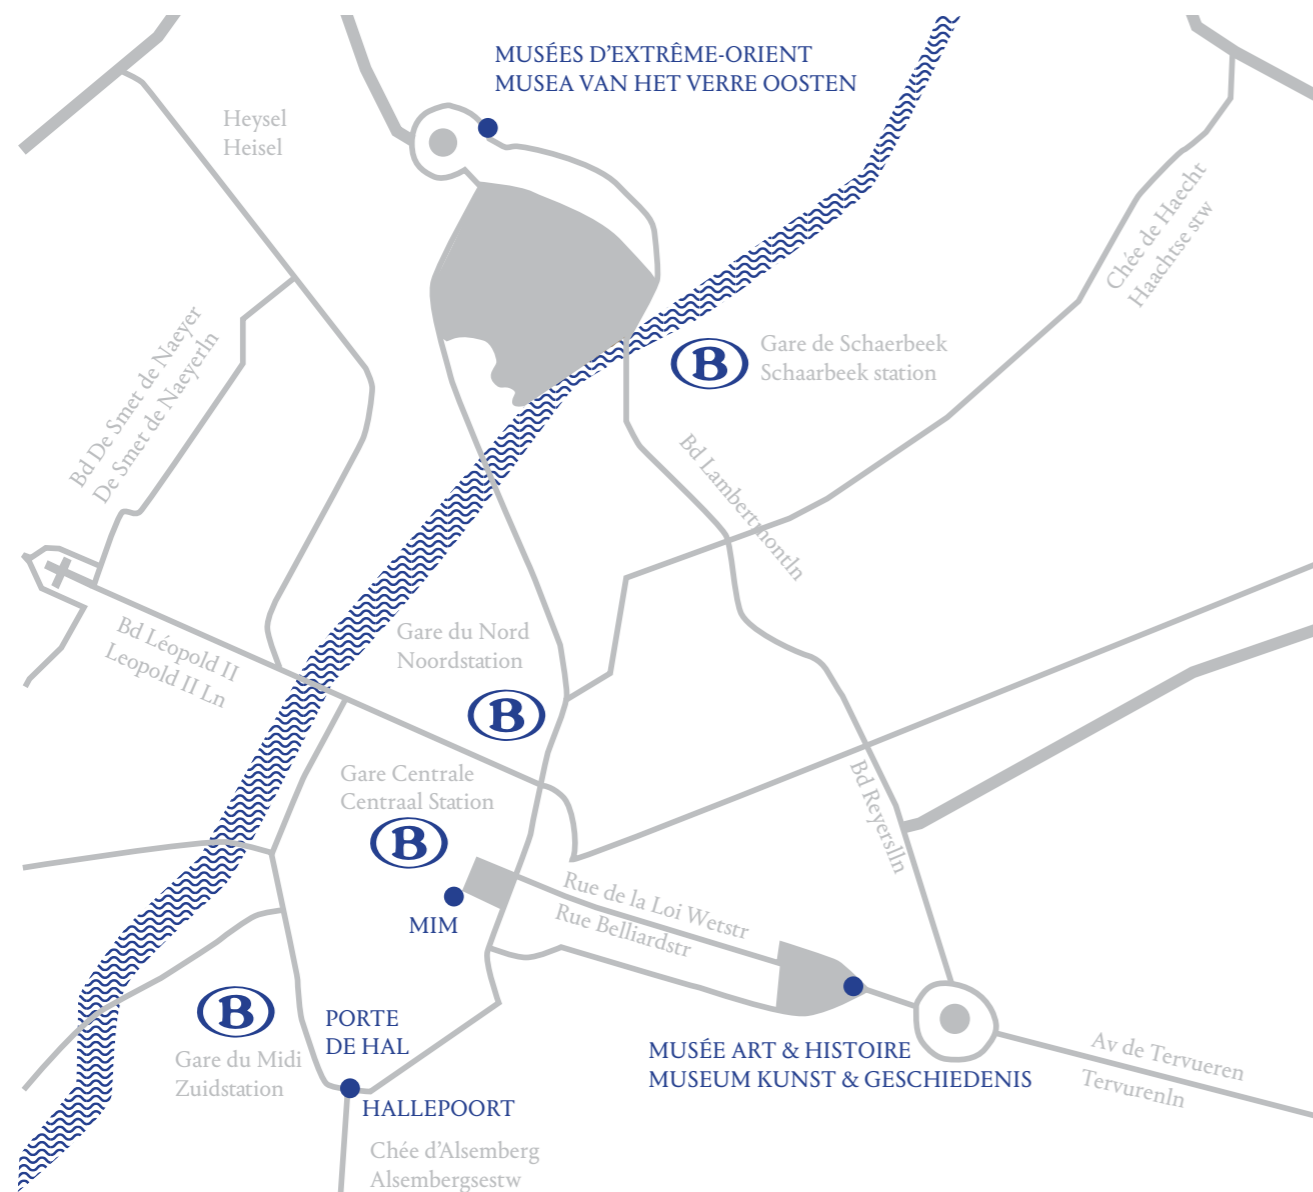 MUSÉES D'EXTRÊME-ORIENT
MUSEA VAN HET VERRE OOSTEN
Heysel
Heisel
Chée de Haecht
Haachtse stw
Bd De Smet de Naeyer
De Smet de Naeyerln
B
Gare de Schaerbeek
Schaarbeek station
Bd Lambertmontln
Bd Léopold II
Leopold II Ln
Gare du Nord
Noordstation
B
Gare Centrale
Centraal Station
B
Bd Reyerslln
MIM
Rue de la Loi Wetstr
Rue Belliardstr
B
Gare du Midi
Zuidstation
PORTE
DE HAL
HALLEPOORT
MUSÉE ART & HISTOIRE
MUSEUM KUNST & GESCHIEDENIS
Av de Tervueren
Tervurenln
Chée d'Alsemberg
Alsembergsestw